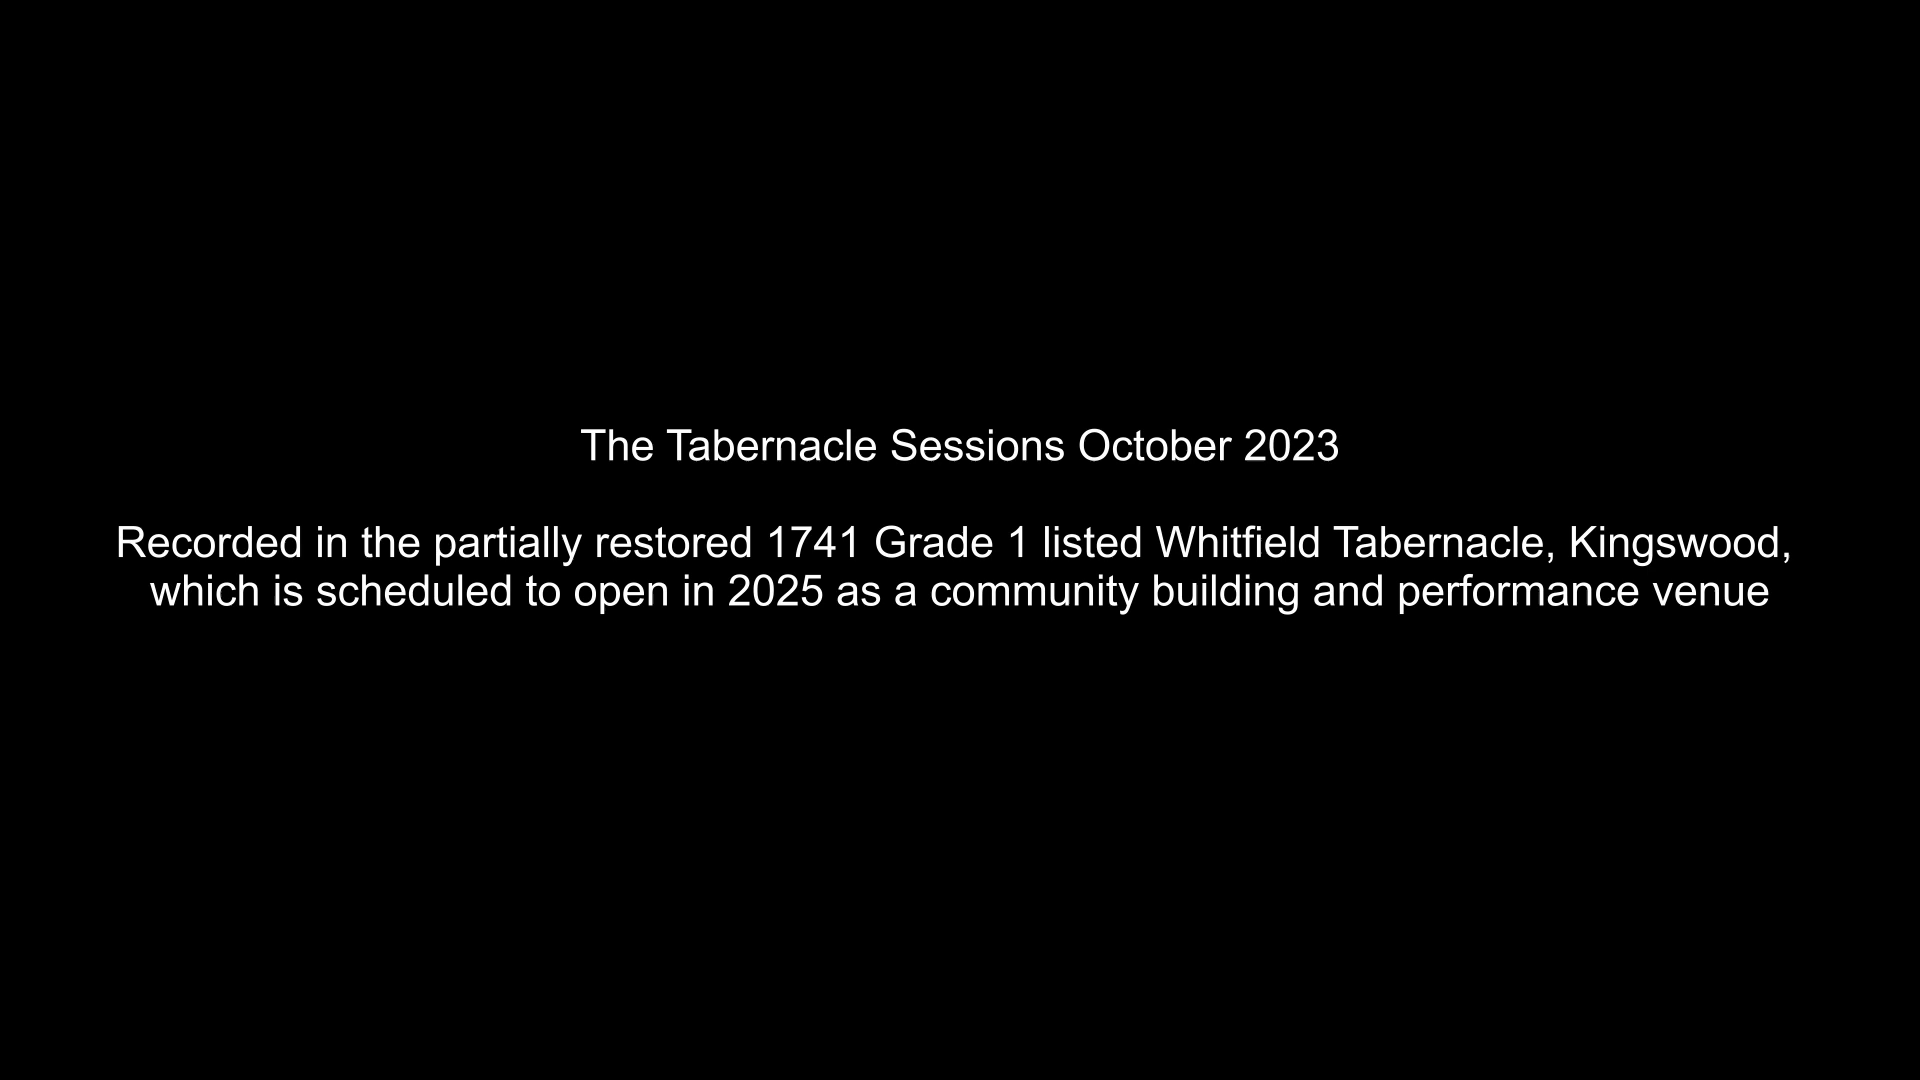 The Tabernacle Sessions October 2023
Recorded in the partially restored 1741 Grade 1 listed Whitfield Tabernacle, Kingswood,
which is scheduled to open in 2025 as a community building and performance venue